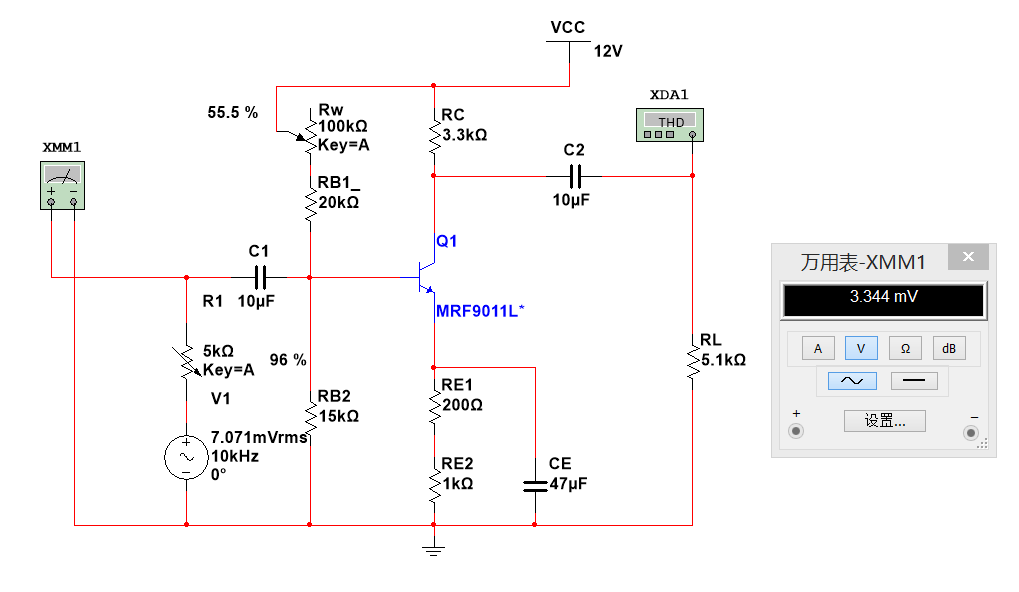 VCC
12V
XDA1
THD
55.5 %
Rw
100kΩ
Key=A
RC
3.3kΩ
XMM1
+ −
C2
10µF
RB1_
20kΩ
Q1
C1
10µF
MRF9011L*
万用表-XMM1
3.344 mV
A
V
Ω
dB
+
设置...
−
R1
5kΩ
Key=A
96 %
RL
5.1kΩ
V1
7.071mVrms
10kHz
0°
RB2
15kΩ
RE1
200Ω
RE2
1kΩ
CE
47µF